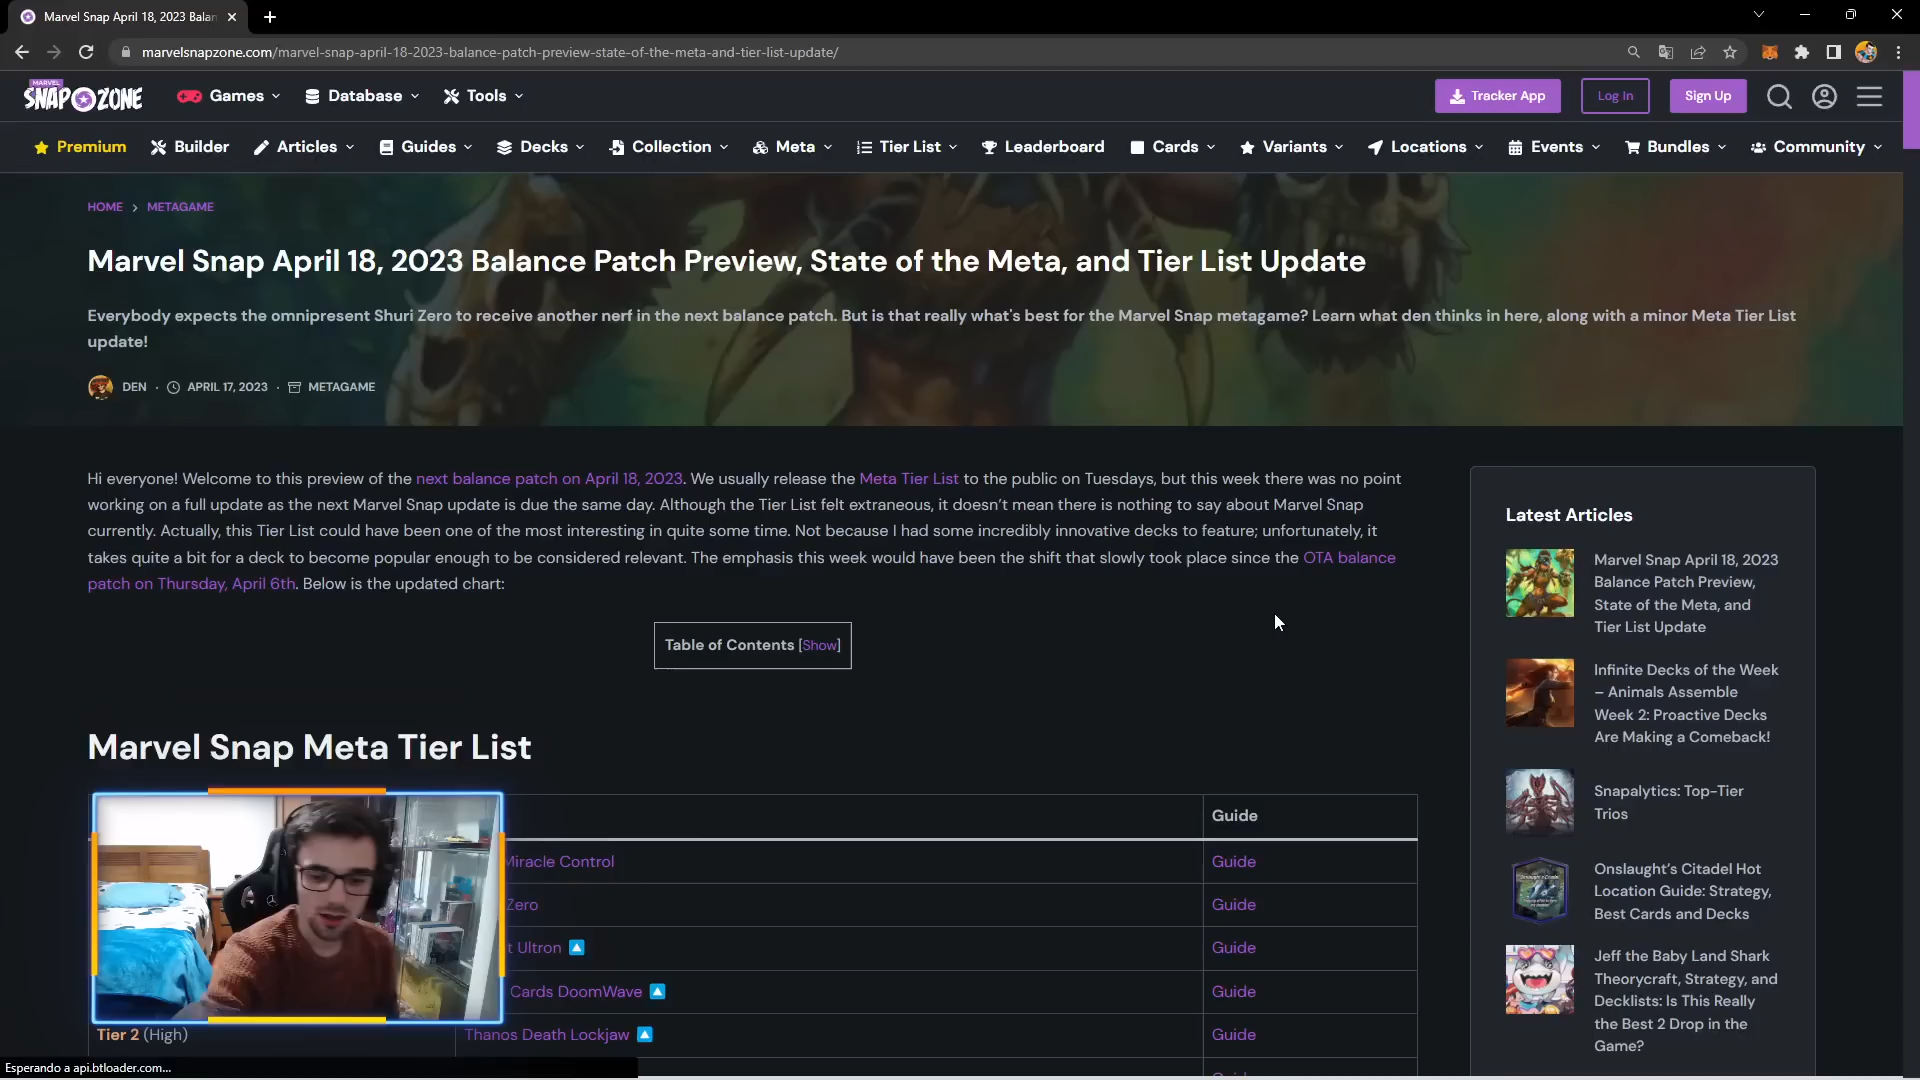 Marvel Snap April 18, 2023 Balan
marvelsnapzone.com/marvel-snap-april-18-2023-balance-patch-preview-state-of-the-meta-and-tier-list-update/
MARVEL
SNAP ZONE
Games
Database
Tools
Tracker App
Log In
Sign Up
Premium
Builder
Articles
Guides
Decks
Collection
Meta
Tier List
Leaderboard
Cards
Variants
Locations
Events
Bundles
Community
HOME > METAGAME
Marvel Snap April 18, 2023 Balance Patch Preview, State of the Meta, and Tier List Update
Everybody expects the omnipresent Shuri Zero to receive another nerf in the next balance patch. But is that really what's best for the Marvel Snap metagame? Learn what den thinks in here, along with a minor Meta Tier List
update!
DEN · APRIL 17, 2023 · METAGAME
Hi everyone! Welcome to this preview of the next balance patch on April 18, 2023. We usually release the Meta Tier List to the public on Tuesdays, but this week there was no point
working on a full update as the next Marvel Snap update is due the same day. Although the Tier List felt extraneous, it doesn't mean there is nothing to say about Marvel Snap
currently. Actually, this Tier List could have been one of the most interesting in quite some time. Not because I had some incredibly innovative decks to feature; unfortunately, it
takes quite a bit for a deck to become popular enough to be considered relevant. The emphasis this week would have been the shift that slowly took place since the OTA balance
patch on Thursday, April 6th. Below is the updated chart:
Table of Contents [Show]
Marvel Snap Meta Tier List
Guide
Miracle Control
Guide
Zero
Guide
t Ultron
Guide
Cards DoomWave
Guide
Tier 2 (High)
Thanos Death Lockjaw
Guide
Latest Articles
Marvel Snap April 18, 2023
Balance Patch Preview,
State of the Meta, and
Tier List Update
Infinite Decks of the Week
– Animals Assemble
Week 2: Proactive Decks
Are Making a Comeback!
Snapalytics: Top-Tier
Trios
Onslaught's Citadel Hot
Location Guide: Strategy,
Best Cards and Decks
Jeff the Baby Land Shark
Theorycraft, Strategy, and
Decklists: Is This Really
the Best 2 Drop in the
Game?
Esperando a api.btloader.com...